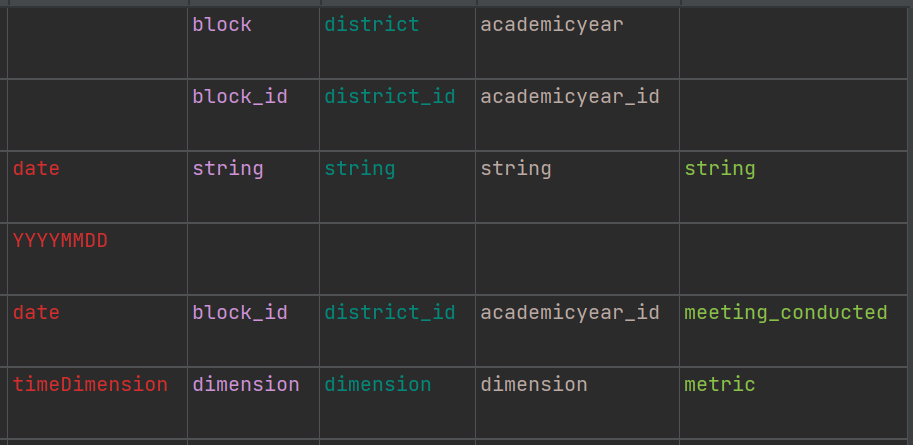 block district academicyear
block_id district_id academicyear_id
date string string string string
YYYYMMDD
date block_id district_id academicyear_id meeting_conducted
timeDimension dimension dimension dimension metric